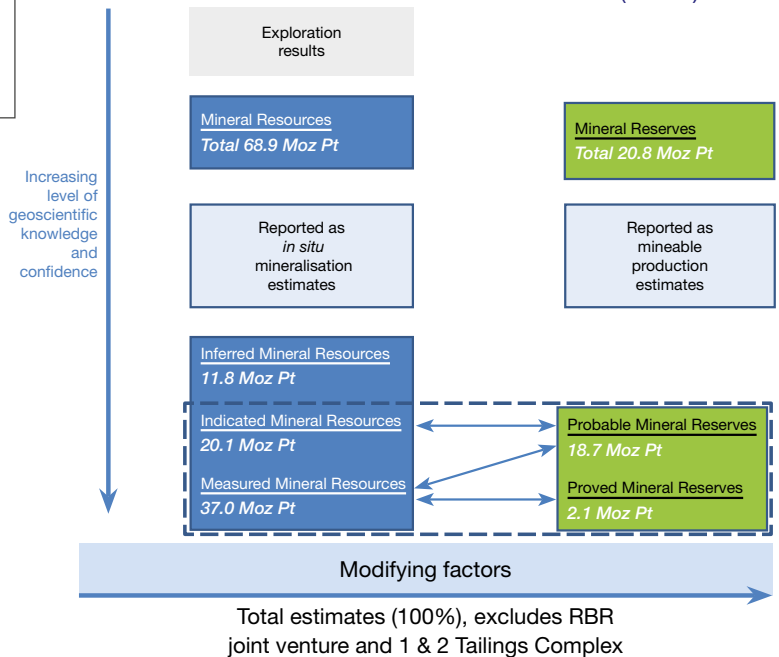 Exploration
results
Mineral Resources
Total 68.9 Moz Pt
Mineral Reserves
Total 20.8 Moz Pt
Increasing
level of
geoscientific
knowledge
and
confidence
Reported as
in situ
mineralisation
estimates
Reported as
mineable
production
estimates
Inferred Mineral Resources
11.8 Moz Pt
Indicated Mineral Resources
20.1 Moz Pt
Measured Mineral Resources
37.0 Moz Pt
Probable Mineral Reserves
18.7 Moz Pt
Proved Mineral Reserves
2.1 Moz Pt
Modifying factors
Total estimates (100%), excludes RBR
joint venture and 1 & 2 Tailings Complex